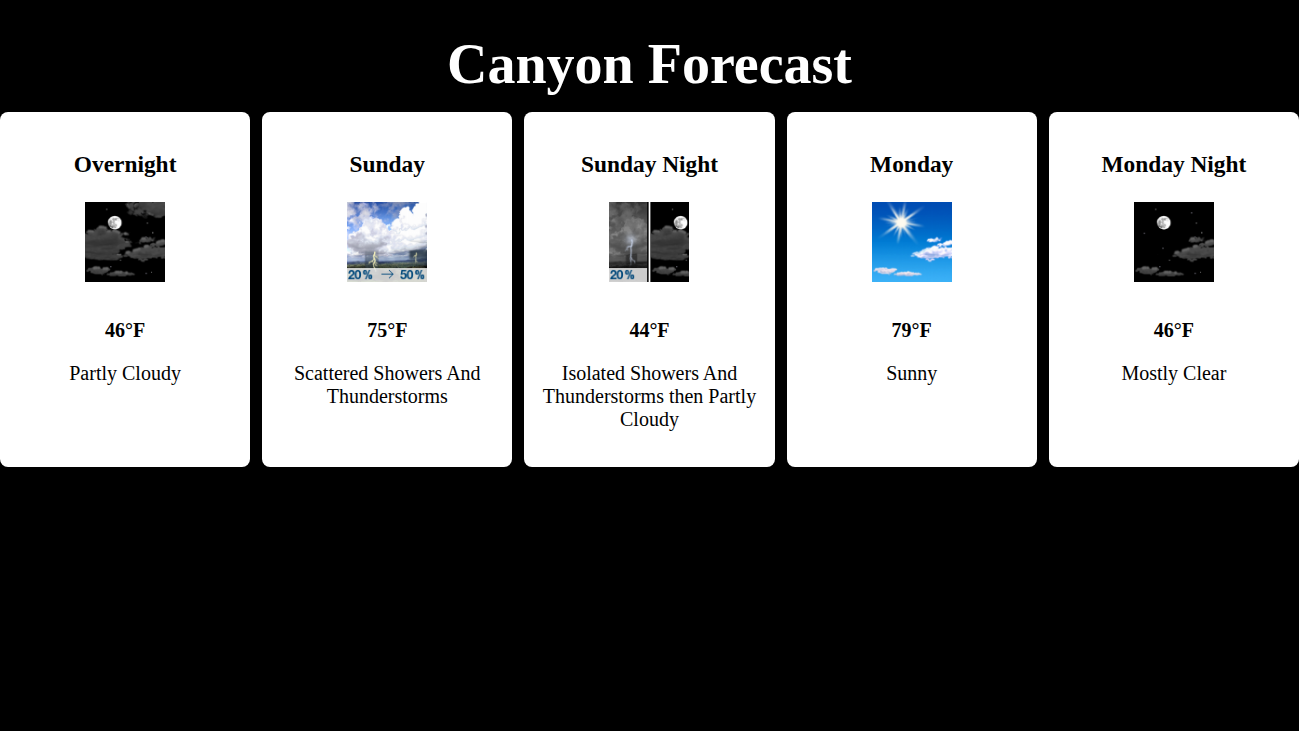 Canyon Forecast
Overnight
46°F
Partly Cloudy
Sunday
20% → 50%
75°F
Scattered Showers And
Thunderstorms
Sunday Night
20%
44°F
Isolated Showers And
Thunderstorms then Partly
Cloudy
Monday
79°F
Sunny
Monday Night
46°F
Mostly Clear